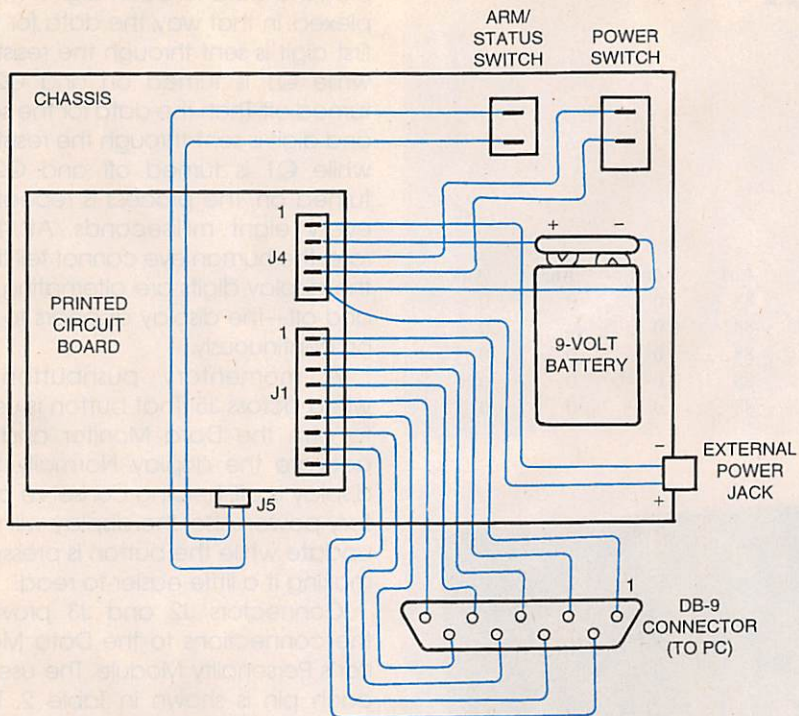 ARM/
STATUS
SWITCH
POWER
SWITCH
CHASSIS
1
J4
+ −
PRINTED
CIRCUIT
BOARD
1
J1
9-VOLT
BATTERY
−
EXTERNAL
POWER
JACK
+
J5
1
DB-9
CONNECTOR
(TO PC)